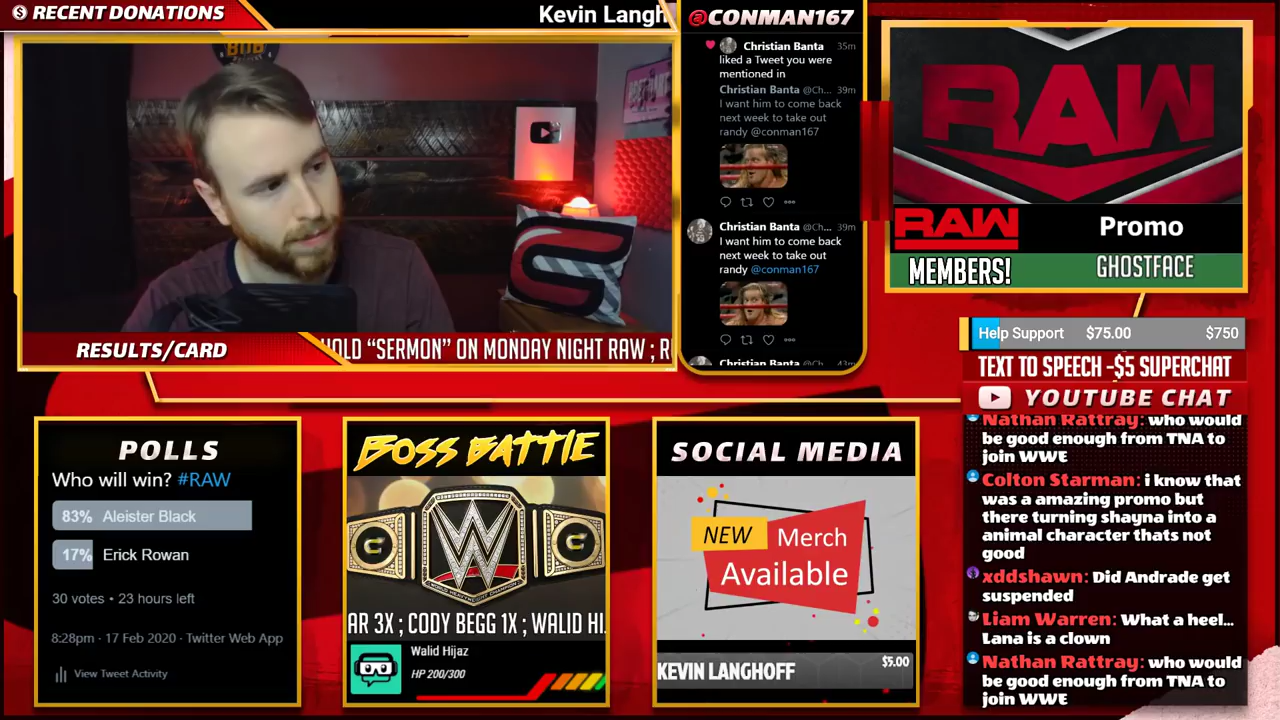 RECENT DONATIONS
Kevin Langh
RESULTS/CARD
HOLD "SERMON" ON MONDAY NIGHT RAW ; R
@CONMAN167
Christian Banta 35m
liked a Tweet you were
mentioned in
Christian Banta @Ch... 39m
I want him to come back
next week to take out
randy @conman167
Christian Banta @Ch... 39m
I want him to come back
next week to take out
randy @conman167
Christian Banta
RAW
RAW
Promo
MEMBERS!
GHOSTFACE
Help Support $75.00 $750
TEXT TO SPEECH -$5 SUPERCHAT
YOUTUBE CHAT
Nathan Rattray: who would
be good enough from TNA to
join WWE
Colton Starman: i know that
was a amazing promo but
there turning shayna into a
animal character thats not
good
xddshawn: Did Andrade get
suspended
Liam Warren: What a heel...
Lana is a clown
Nathan Rattray: who would
be good enough from TNA to
join WWE
POLLS
Who will win? #RAW
83% Aleister Black
17% Erick Rowan
30 votes • 23 hours left
8:28pm · 17 Feb 2020 · Twitter Web App
View Tweet Activity
BOSS BATTLE
AR 3X ; CODY BEGG 1X ; WALID HI
Walid Hijaz
HP 200/300
SOCIAL MEDIA
NEW Merch
Available
KEVIN LANGHOFF $5.00